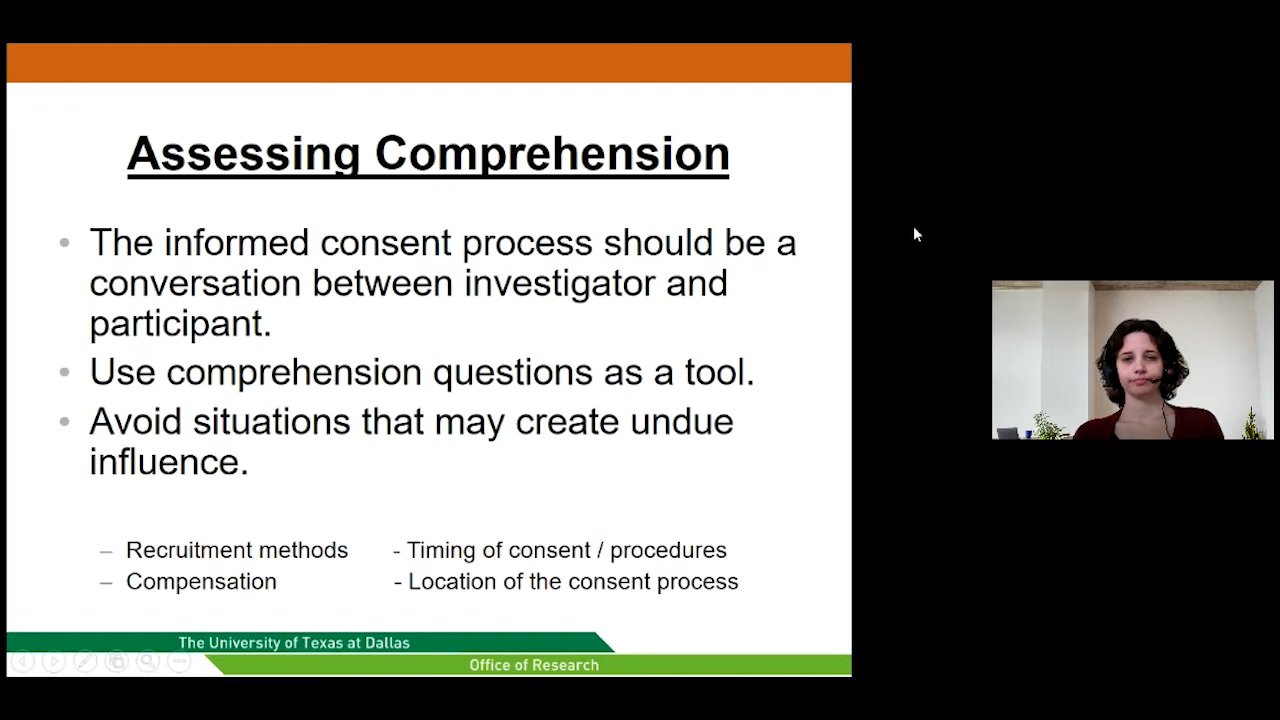 Assessing Comprehension
• The informed consent process should be a
conversation between investigator and
participant.
• Use comprehension questions as a tool.
• Avoid situations that may create undue
influence.
– Recruitment methods - Timing of consent / procedures
– Compensation - Location of the consent process
The University of Texas at Dallas
Office of Research